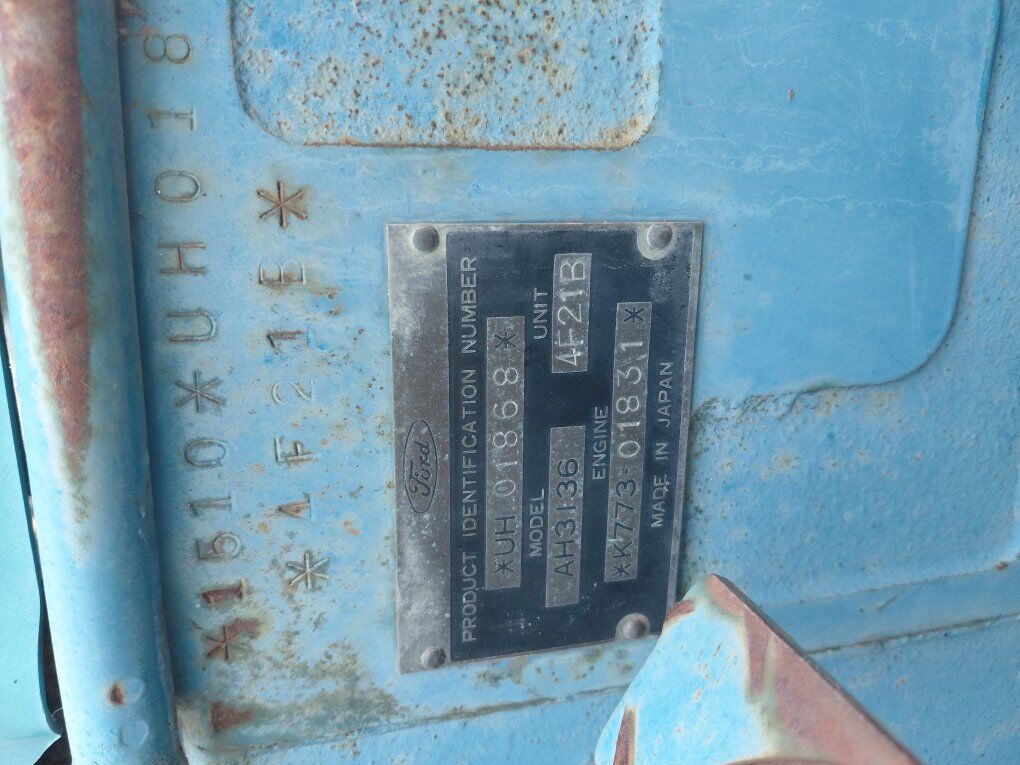 *1510*UH018
*4F21B*
Ford
PRODUCT IDENTIFICATION NUMBER
*UH 01868*
MODEL UNIT
AH3136 4F21B
ENGINE
*K773-01831*
MADE IN JAPAN